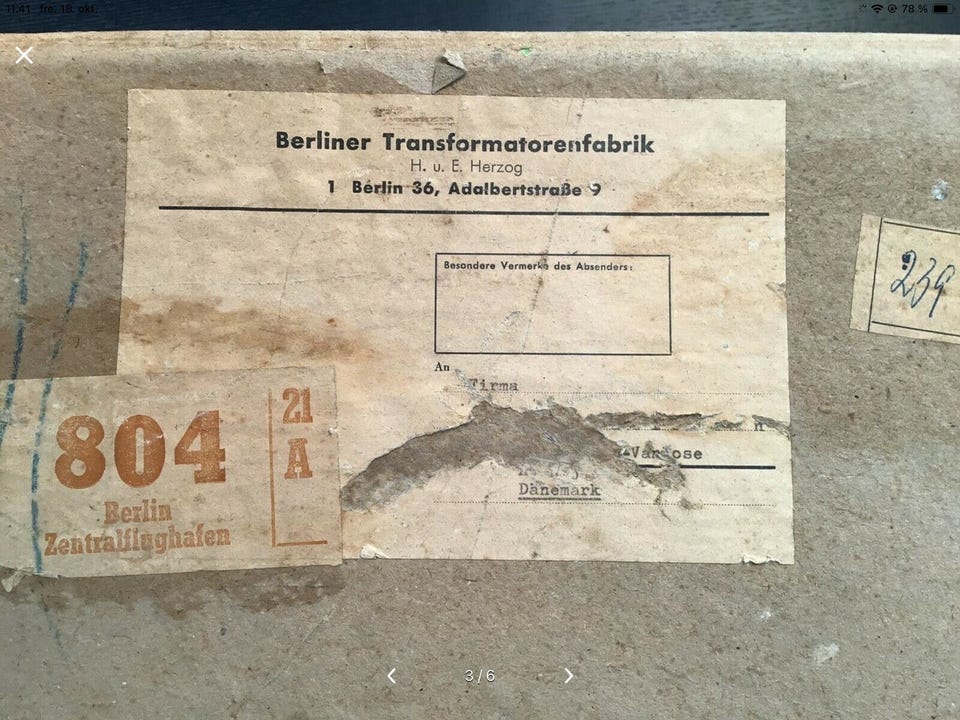 11.41 fre. 18. okt.
78 %
Berliner Transformatorenfabrik
H. u. E. Herzog
1 Berlin 36, Adalbertstraße 9
Besondere Vermerke des Absenders:
An
Firma
n
Dänemark
239
804
21
A
Berlin
Zentralflughafen
3/6